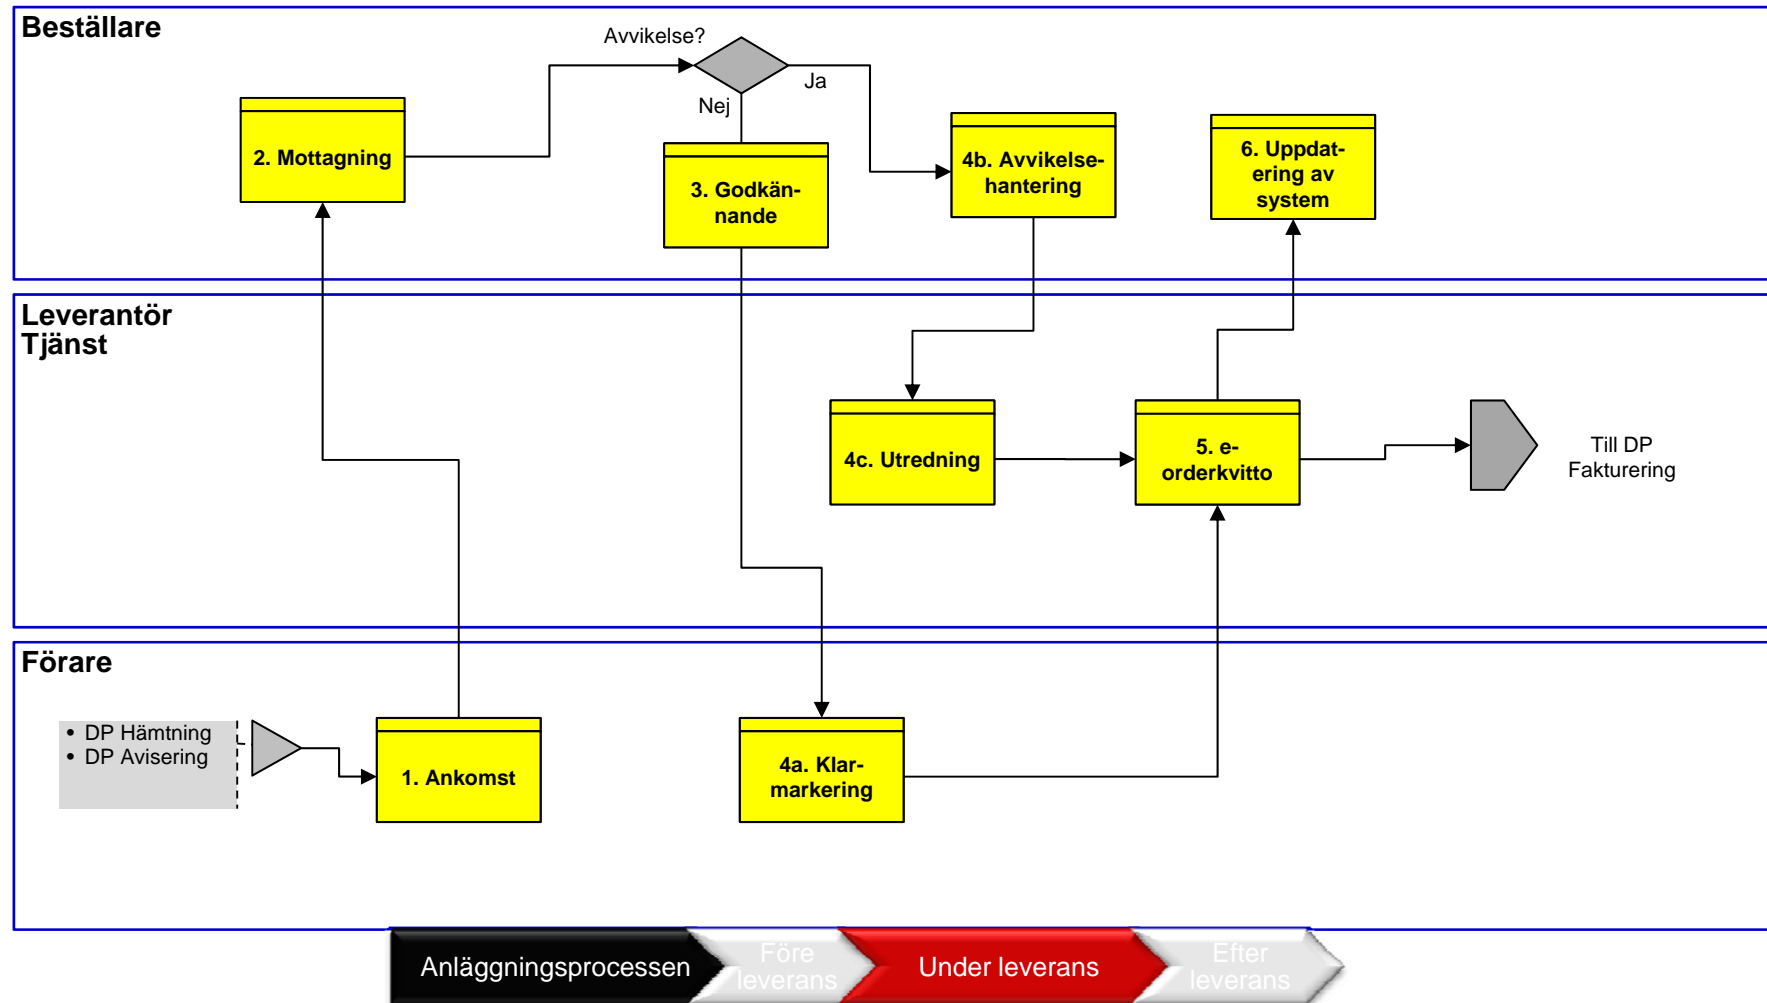 Beställare
Avvikelse?
Ja
Nej
2. Mottagning
3. Godkän-
nande
4b. Avvikelse-
hantering
6. Uppdat-
ering av
system
Leverantör
Tjänst
4c. Utredning
5. e-
orderkvitto
Till DP
Fakturering
Förare
• DP Hämtning
• DP Avisering
1. Ankomst
4a. Klar-
markering
Anläggningsprocessen
Före
leverans
Under leverans
Efter
leverans